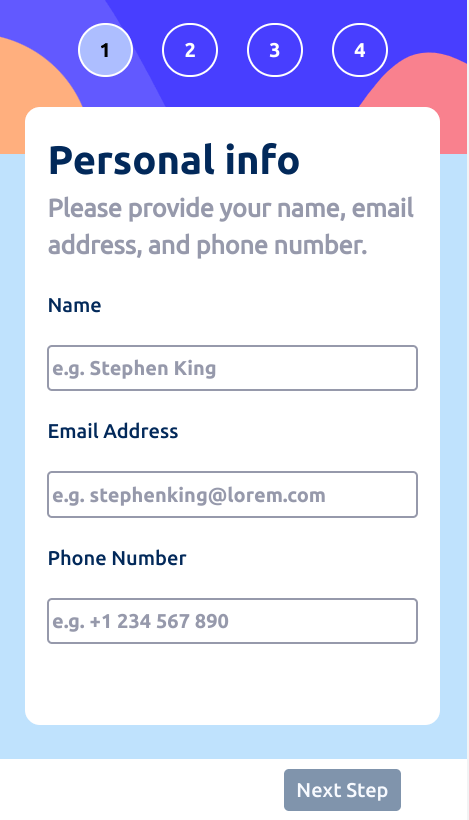 1 2 3 4
Personal info
Please provide your name, email
address, and phone number.
Name
e.g. Stephen King
Email Address
e.g. stephenking@lorem.com
Phone Number
e.g. +1 234 567 890
Next Step